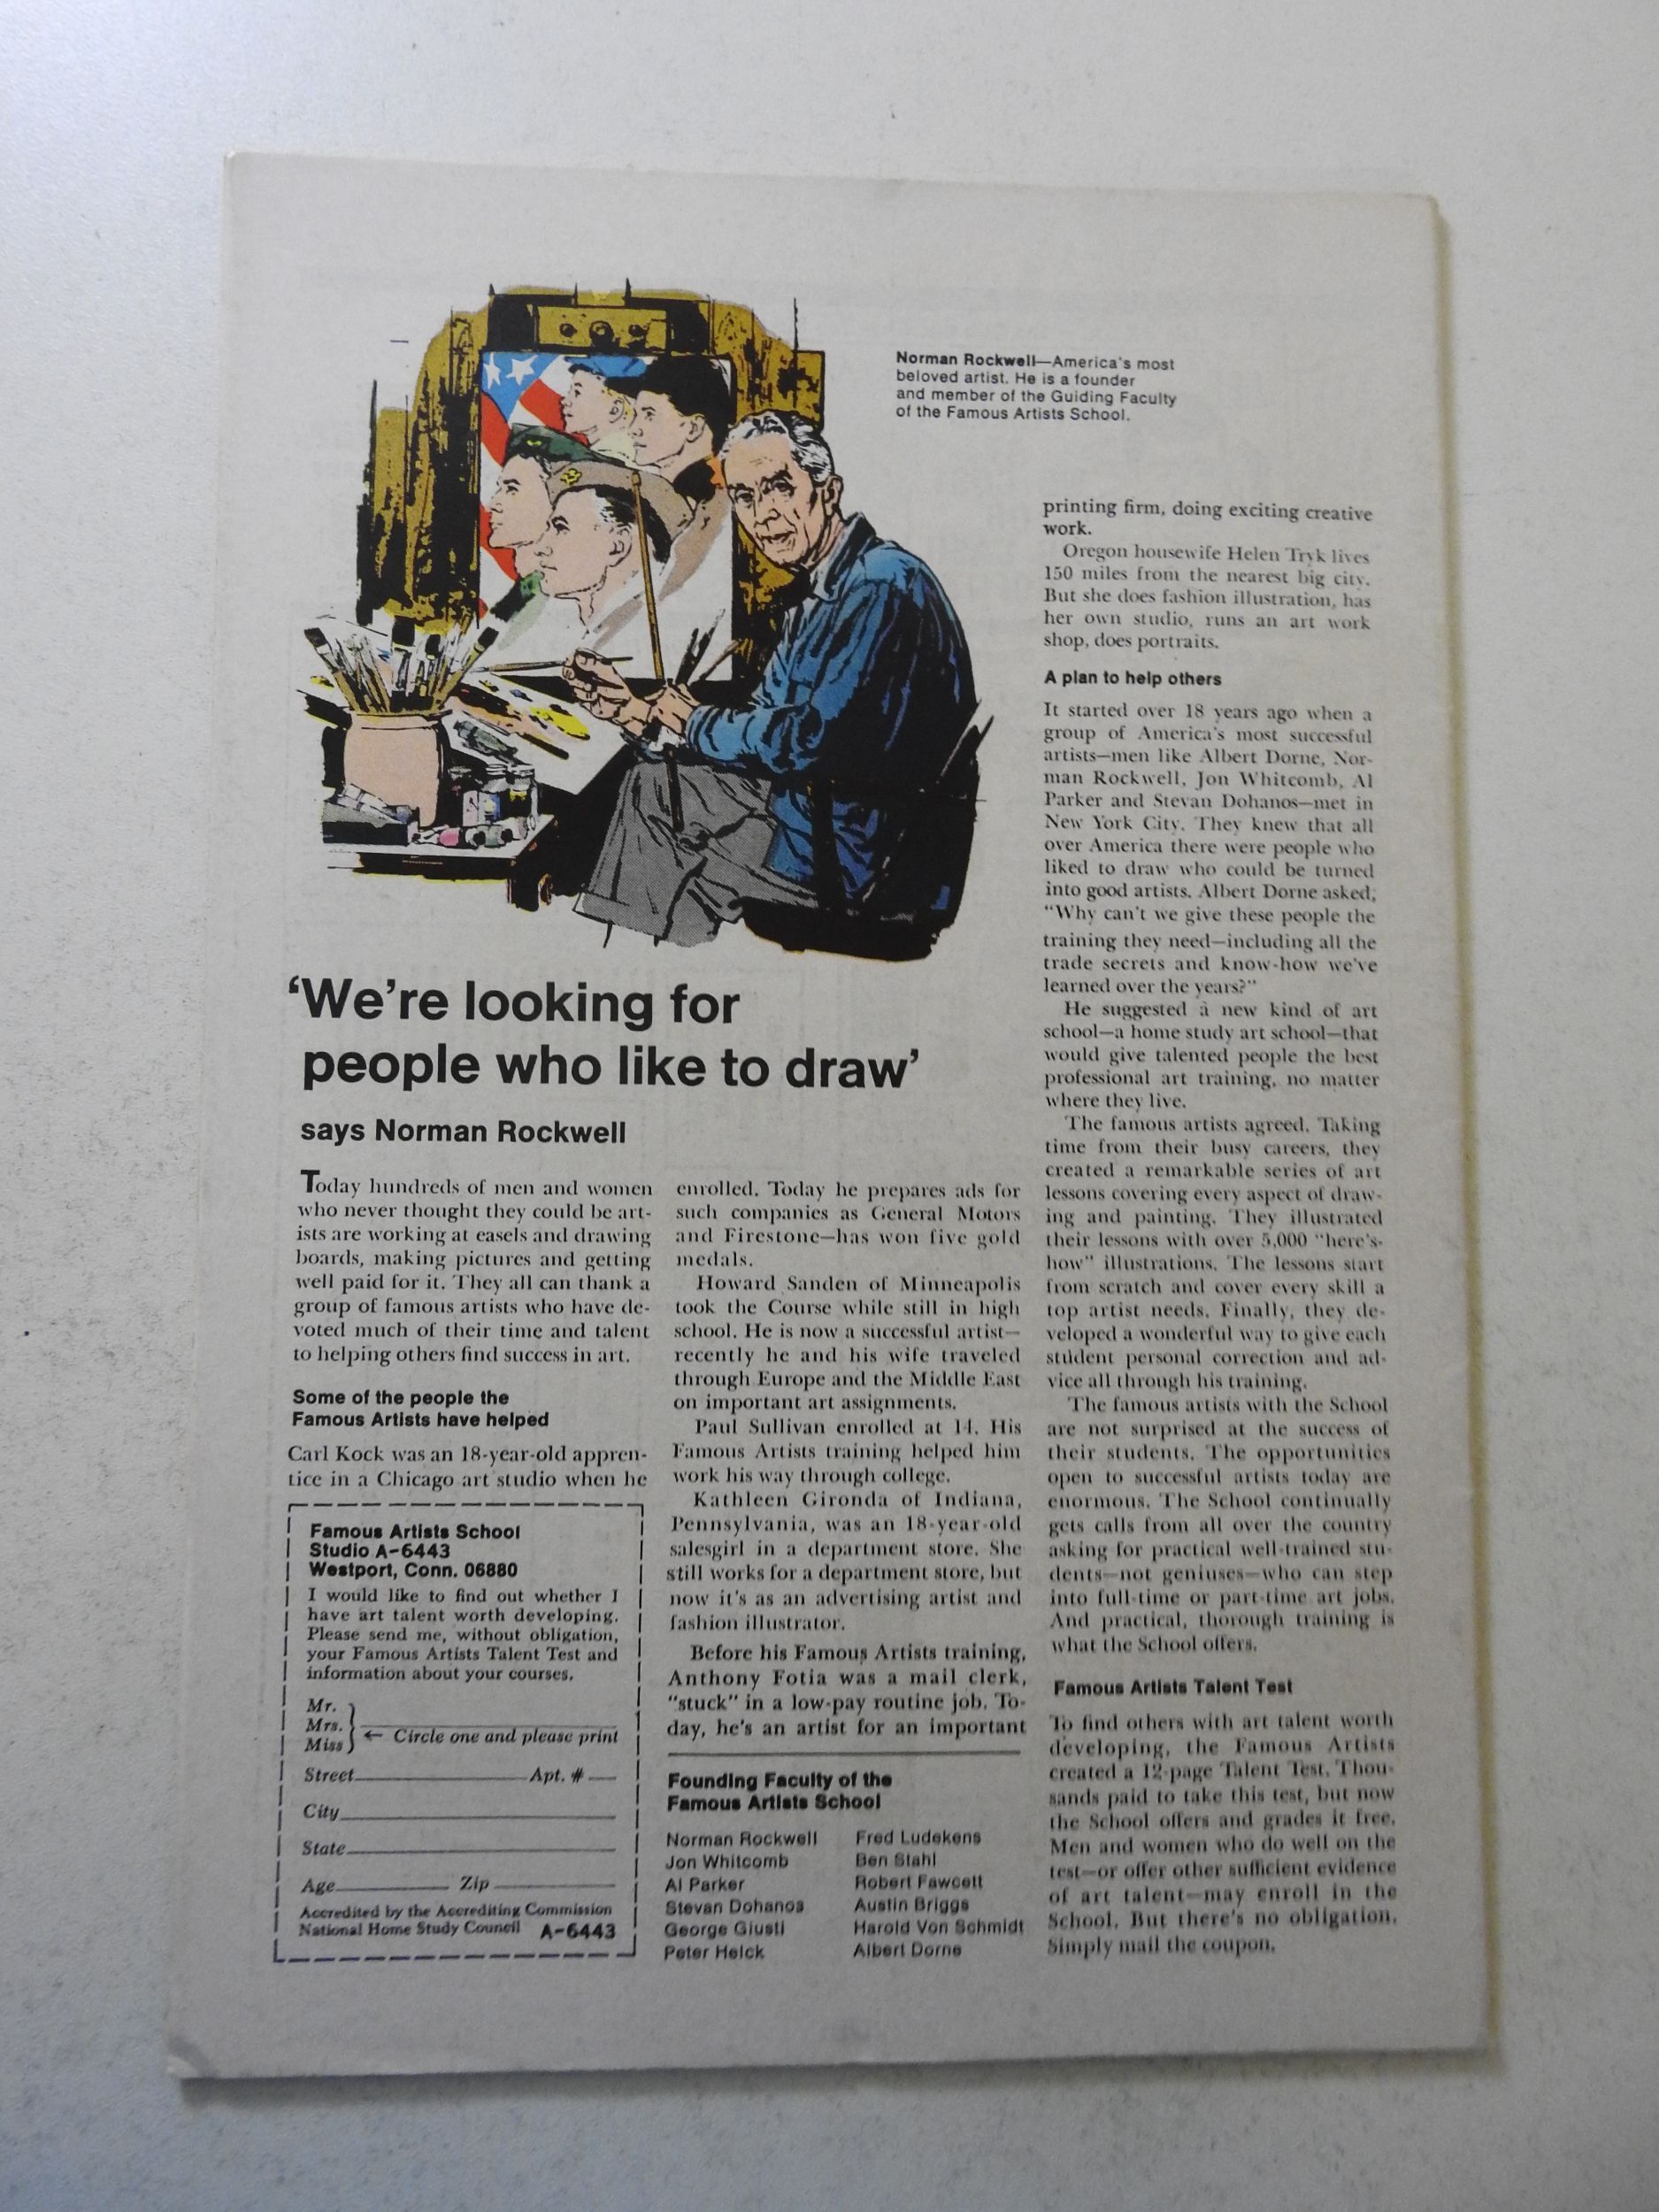 Norman Rockwell—America's most
beloved artist. He is a founder
and member of the Guiding Faculty
of the Famous Artists School.
'We're looking for
people who like to draw'
says Norman Rockwell
Today hundreds of men and women
who never thought they could be art-
ists are working at easels and drawing
boards, making pictures and getting
well paid for it. They all can thank a
group of famous artists who have de-
voted much of their time and talent
to helping others find success in art.
Some of the people the
Famous Artists have helped
Carl Kock was an 18-year-old appren-
tice in a Chicago art studio when he
enrolled. Today he prepares ads for
such companies as General Motors
and Firestone—has won five gold
medals.
Howard Sanden of Minneapolis
took the Course while still in high
school. He is now a successful artist—
recently he and his wife traveled
through Europe and the Middle East
on important art assignments.
Paul Sullivan enrolled at 14. His
Famous Artists training helped him
work his way through college.
Kathleen Gironda of Indiana,
Pennsylvania, was an 18-year-old
salesgirl in a department store. She
still works for a department store, but
now it's as an advertising artist and
fashion illustrator.
Before his Famous Artists training,
Anthony Fotia was a mail clerk,
"stuck" in a low-pay routine job. To-
day, he's an artist for an important
printing firm, doing exciting creative
work.
Oregon housewife Helen Tryk lives
150 miles from the nearest big city.
But she does fashion illustration, has
her own studio, runs an art work
shop, does portraits.
A plan to help others
It started over 18 years ago when a
group of America's most successful
artists—men like Albert Dorne, Nor-
man Rockwell, Jon Whitcomb, Al
Parker and Stevan Dohanos—met in
New York City. They knew that all
over America there were people who
liked to draw who could be turned
into good artists. Albert Dorne asked,
"Why can't we give these people the
training they need—including all the
trade secrets and know-how we've
learned over the years?"
He suggested a new kind of art
school—a home study art school—that
would give talented people the best
professional art training, no matter
where they live.
The famous artists agreed. Taking
time from their busy careers, they
created a remarkable series of art
lessons covering every aspect of draw-
ing and painting. They illustrated
their lessons with over 5,000 "here's-
how" illustrations. The lessons start
from scratch and cover every skill a
top artist needs. Finally, they de-
veloped a wonderful way to give each
student personal correction and ad-
vice all through his training.
The famous artists with the School
are not surprised at the success of
their students. The opportunities
open to successful artists today are
enormous. The School continually
gets calls from all over the country
asking for practical well-trained stu-
dents—not geniuses—who can step
into full-time or part-time art jobs.
And practical, thorough training is
what the School offers.
Famous Artists Talent Test
To find others with art talent worth
developing, the Famous Artists
created a 12-page Talent Test. Thou-
sands paid to take this test, but now
the School offers and grades it free.
Men and women who do well on the
test—or offer other sufficient evidence
of art talent—may enroll in the
School. But there's no obligation.
Simply mail the coupon.
Famous Artists School
Studio A-6443
Westport, Conn. 06880
I would like to find out whether I
have art talent worth developing.
Please send me, without obligation,
your Famous Artists Talent Test and
information about your courses.
Mr.
Mrs.
Miss
← Circle one and please print
Street Apt. #
City
State
Age Zip
Accredited by the Accrediting Commission
National Home Study Council A-6443
Founding Faculty of the
Famous Artists School
Norman Rockwell
Jon Whitcomb
Al Parker
Stevan Dohanos
George Giusti
Peter Helck
Fred Ludekens
Ben Stahl
Robert Fawcett
Austin Briggs
Harold Von Schmidt
Albert Dorne